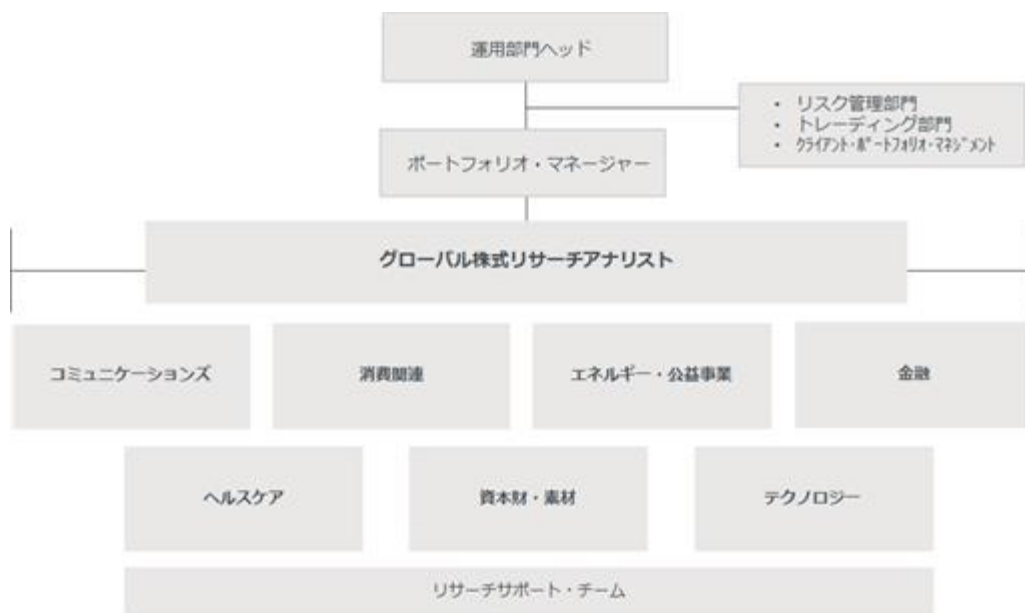 運用部門ヘッド
• リスク管理部門
• トレーディング部門
• クライアント・ポートフォリオ・マネジメント
ポートフォリオ・マネージャー
グローバル株式リサーチアナリスト
コミュニケーションズ
消費関連
エネルギー・公益事業
金融
ヘルスケア
資本財・素材
テクノロジー
リサーチサポート・チーム